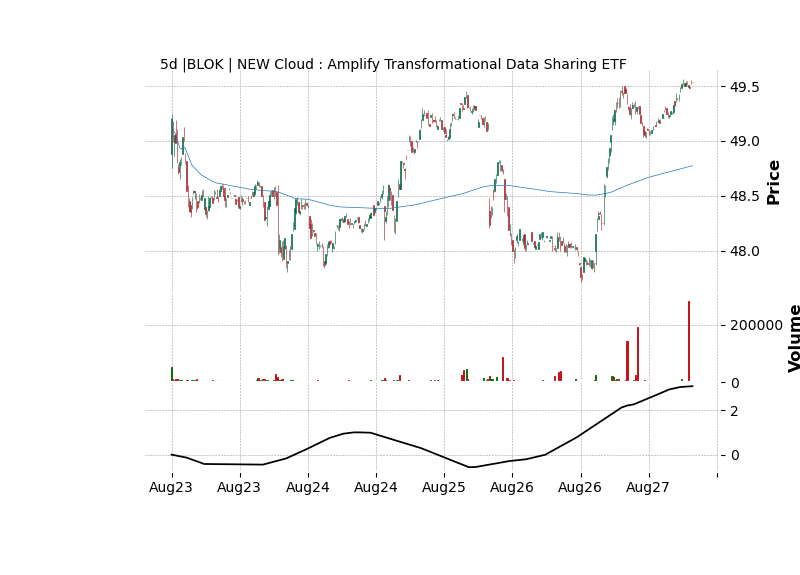 5d |BLOK | NEW Cloud : Amplify Transformational Data Sharing ETF
49.5
49.0
48.5
48.0
Price
200000
0
Volume
2
0
Aug23
Aug23
Aug24
Aug24
Aug25
Aug26
Aug26
Aug27